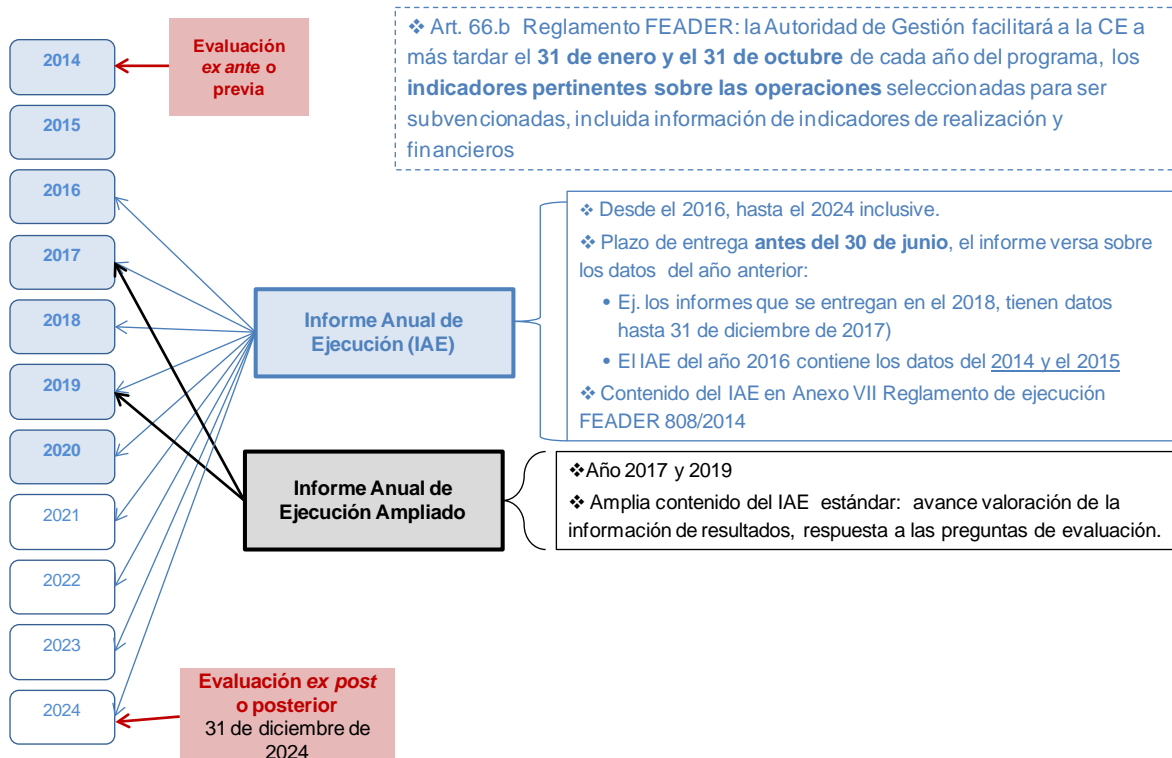 2014
2015
2016
2017
2018
2019
2020
2021
2022
2023
2024
Evaluación
ex ante o
previa
❖ Art. 66.b Reglamento FEADER: la Autoridad de Gestión facilitará a la CE a
más tardar el 31 de enero y el 31 de octubre de cada año del programa, los
indicadores pertinentes sobre las operaciones seleccionadas para ser
subvencionadas, incluida información de indicadores de realización y
financieros
Informe Anual de
Ejecución (IAE)
❖ Desde el 2016, hasta el 2024 inclusive.
❖ Plazo de entrega antes del 30 de junio, el informe versa sobre
los datos del año anterior:
• Ej. los informes que se entregan en el 2018, tienen datos
hasta 31 de diciembre de 2017)
• El IAE del año 2016 contiene los datos del 2014 y el 2015
❖ Contenido del IAE en Anexo VII Reglamento de ejecución
FEADER 808/2014
Informe Anual de
Ejecución Ampliado
❖Año 2017 y 2019
❖ Amplia contenido del IAE estándar: avance valoración de la
información de resultados, respuesta a las preguntas de evaluación.
Evaluación ex post
o posterior
31 de diciembre de
2024